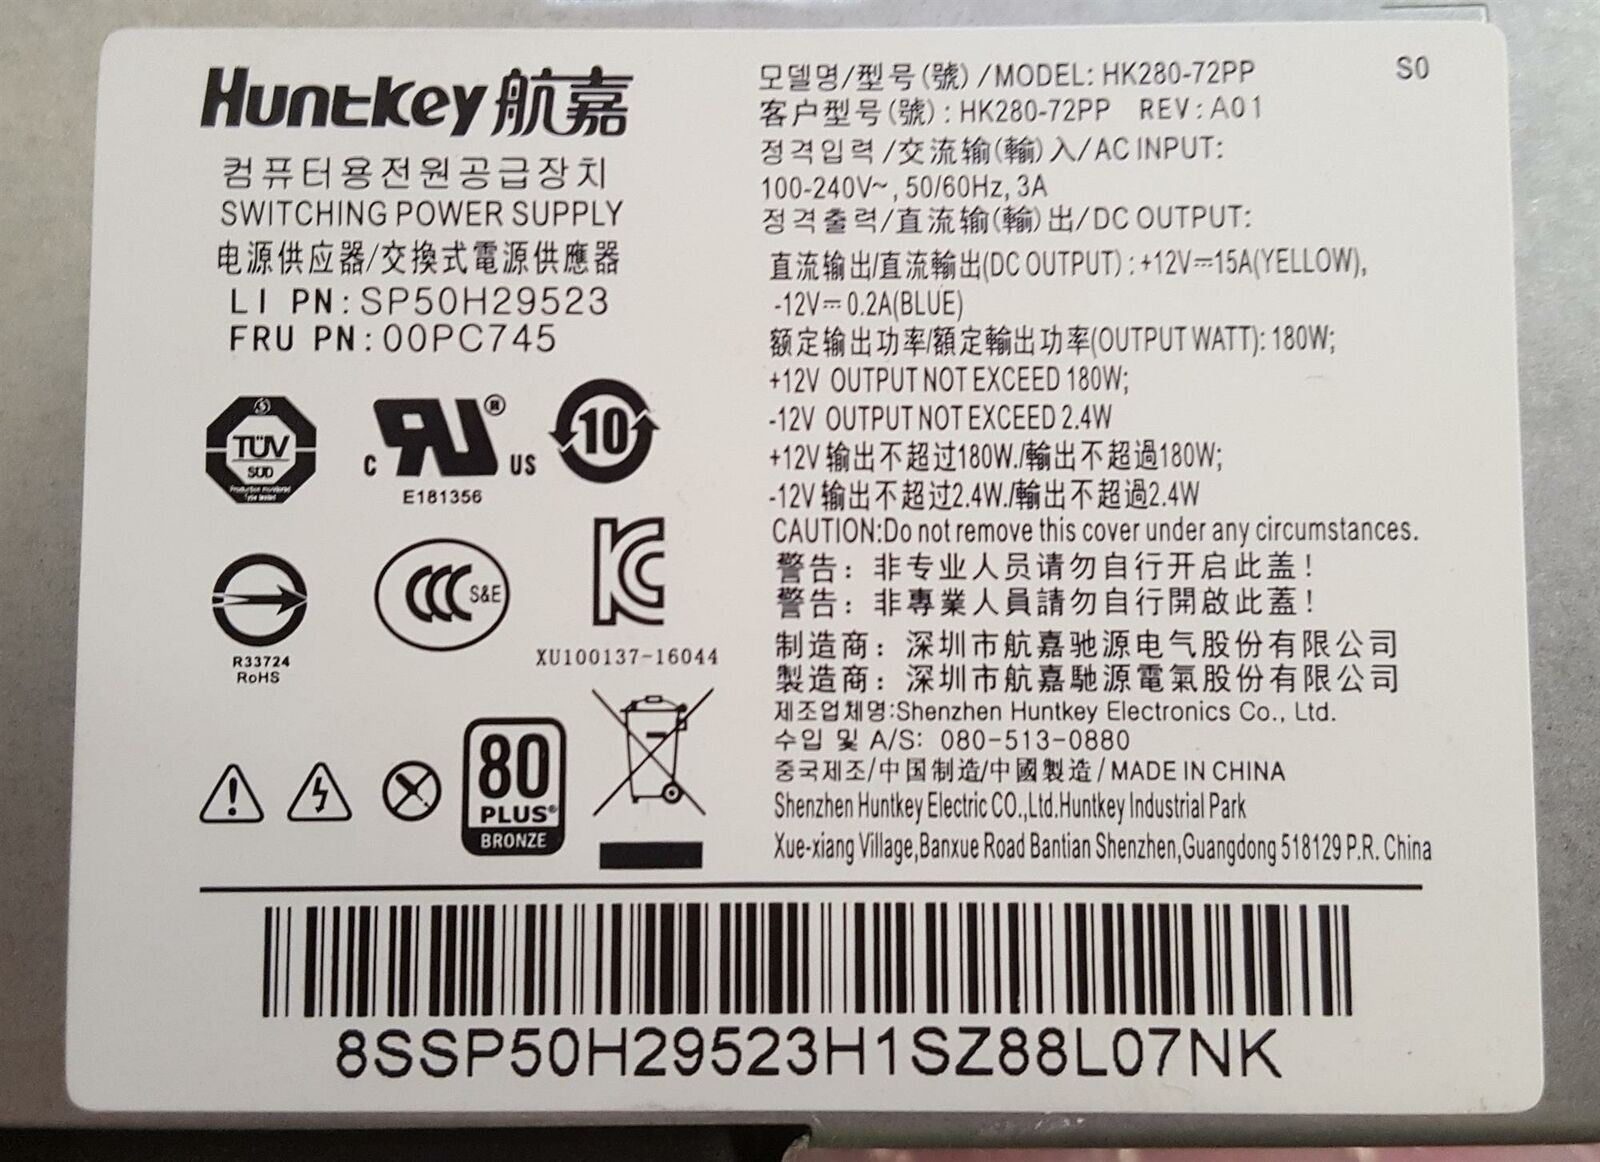 Huntkey 航嘉
컴퓨터용전원공급장치
SWITCHING POWER SUPPLY
电源供应器/交換式電源供應器
LI PN:SP50H29523
FRU PN:00PC745
TÜV
SÜD
Production monitored
Type tested
C RU ® US
E181356
10
R33724
RoHS
CCC S&E
KC
XU100137-16044
80
PLUS®
BRONZE
모델명/型号(號)/MODEL: HK280-72PP S0
客户型号(號): HK280-72PP REV: A01
정격입력/交流输(輸)入/AC INPUT:
100-240V~, 50/60Hz, 3A
정격출력/直流输(輸)出/DC OUTPUT:
直流输出/直流輸出(DC OUTPUT): +12V⎓15A(YELLOW),
-12V⎓0.2A(BLUE)
额定输出功率/額定輸出功率(OUTPUT WATT): 180W;
+12V OUTPUT NOT EXCEED 180W;
-12V OUTPUT NOT EXCEED 2.4W
+12V 输出不超过180W./輸出不超過180W;
-12V 输出不超过2.4W./輸出不超過2.4W
CAUTION:Do not remove this cover under any circumstances.
警告：非专业人员请勿自行开启此盖！
警告：非專業人員請勿自行開啟此蓋！
制造商：深圳市航嘉驰源电气股份有限公司
製造商：深圳市航嘉馳源電氣股份有限公司
제조업체명:Shenzhen Huntkey Electronics Co., Ltd.
수입 및 A/S: 080-513-0880
중국제조/中国制造/中國製造/MADE IN CHINA
Shenzhen Huntkey Electric CO.,Ltd.Huntkey Industrial Park
Xue-xiang Village,Banxue Road Bantian Shenzhen,Guangdong 518129 P.R. China
8SSP50H29523H1SZ88L07NK